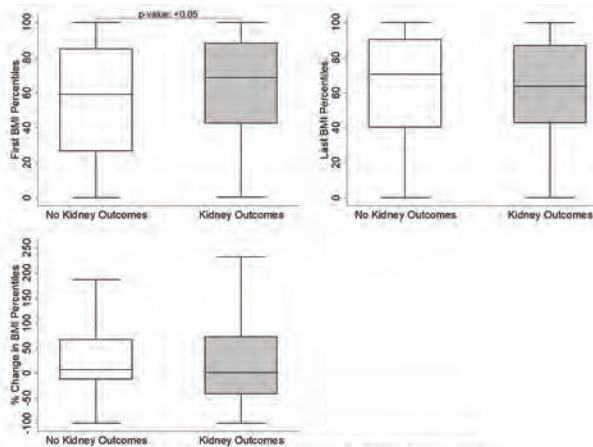 p-value: <0.05
First BMI Percentiles
0 20 40 60 80 100
No Kidney Outcomes Kidney Outcomes
Last BMI Percentiles
0 20 40 60 80 100
No Kidney Outcomes Kidney Outcomes
% Change in BMI Percentiles
-100 -50 0 50 100 150 200 250
No Kidney Outcomes Kidney Outcomes